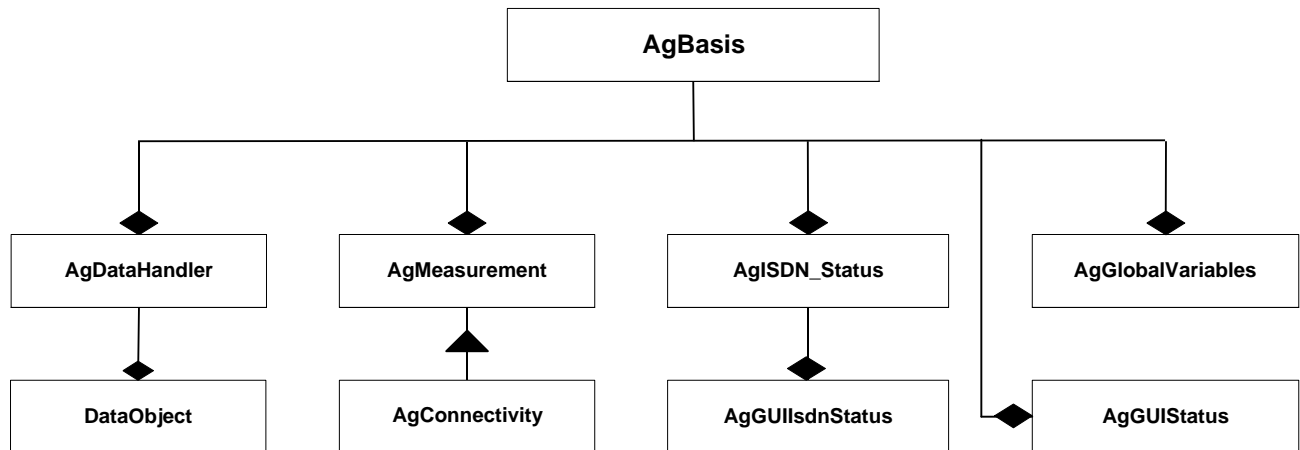 AgBasis
AgDataHandler
AgMeasurement
AgISDN_Status
AgGlobalVariables
DataObject
AgConnectivity
AgGUIIsdnStatus
AgGUIStatus